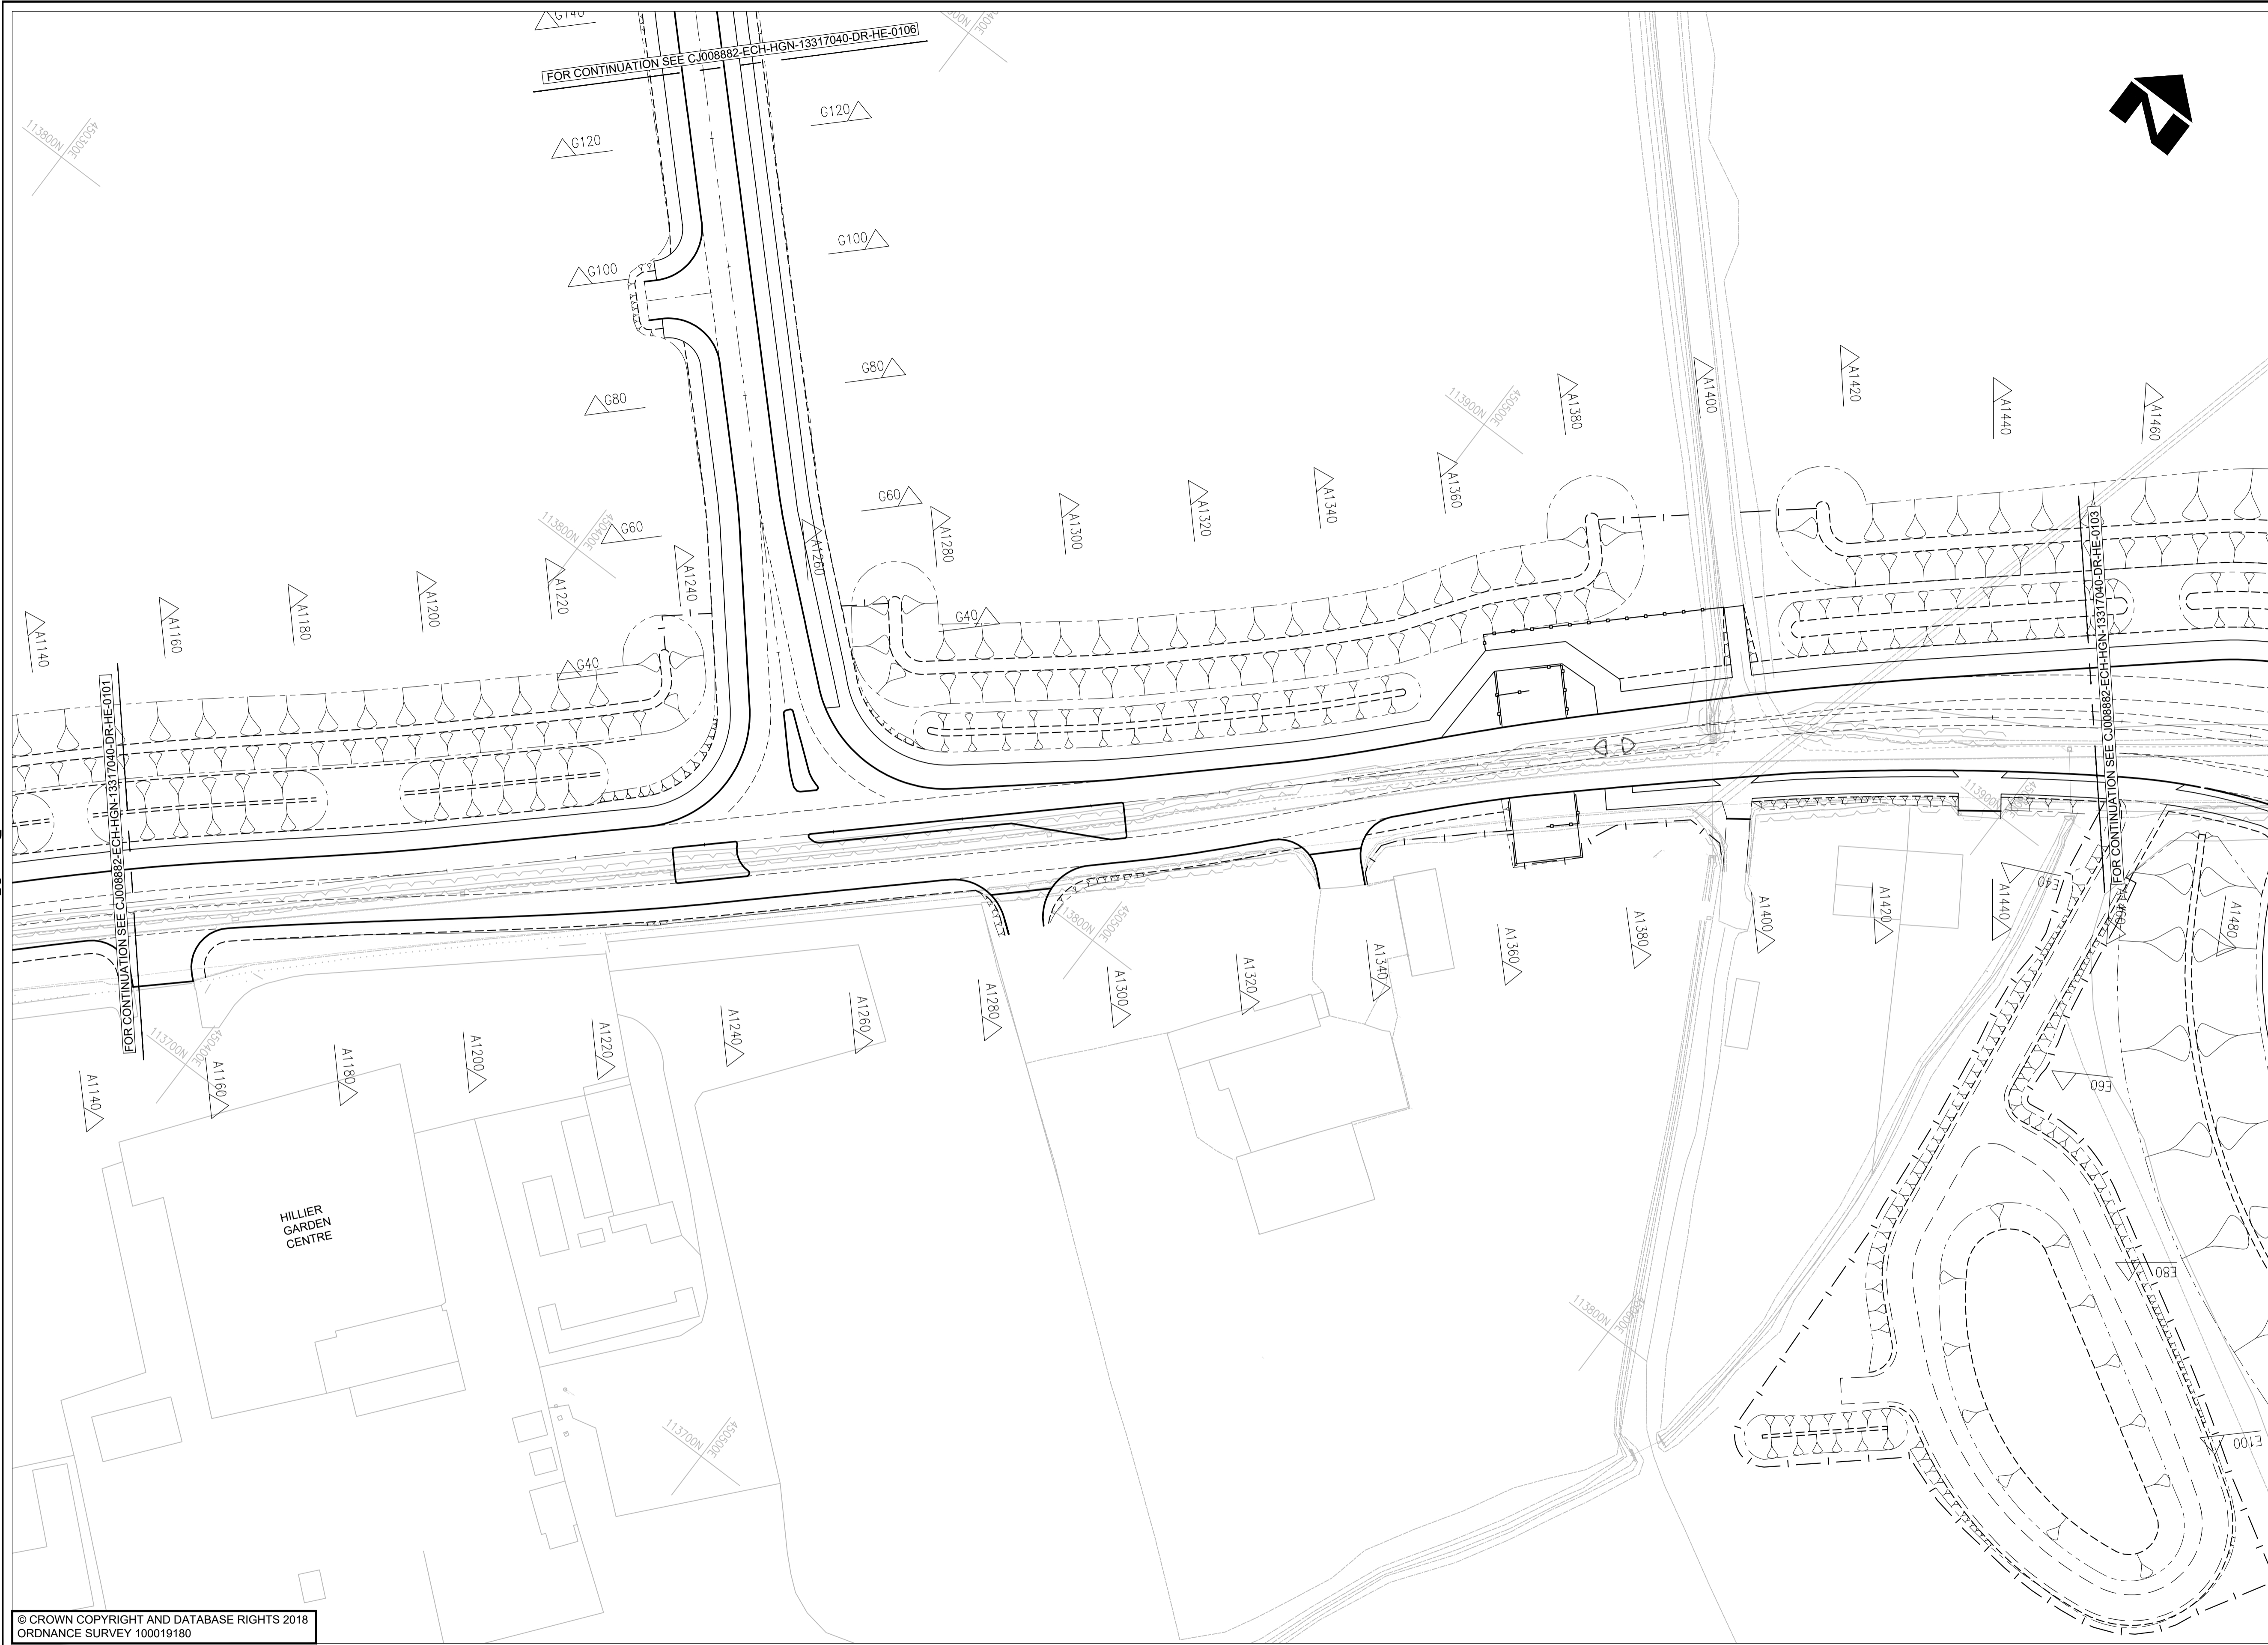 G140
FOR CONTINUATION SEE CJ008882-ECH-HGN-13317040-DR-HE-0106
113800N
450300E
G120
G120
G100
G100
G80
G80
113900N
450500E
A1380
A1400
A1420
A1440
A1460
G60
G60
113800N
450400E
A1140
A1160
A1180
A1200
A1220
A1240
A1260
A1280
A1300
A1320
A1340
A1360
G40
G40
FOR CONTINUATION SEE CJ008882-ECH-HGN-13317040-DR-HE-0101
FOR CONTINUATION SEE CJ008882-ECH-HGN-13317040-DR-HE-0103
113900N
E40
113800N
450500E
A1140
A1160
A1180
A1200
A1220
A1240
A1260
A1280
A1300
A1320
A1340
A1360
A1380
A1400
A1420
A1440
A1460
A1480
113700N
450400E
E60
HILLIER
GARDEN
CENTRE
E80
113800N
113700N
450500E
E100
© CROWN COPYRIGHT AND DATABASE RIGHTS 2018
ORDNANCE SURVEY 100019180